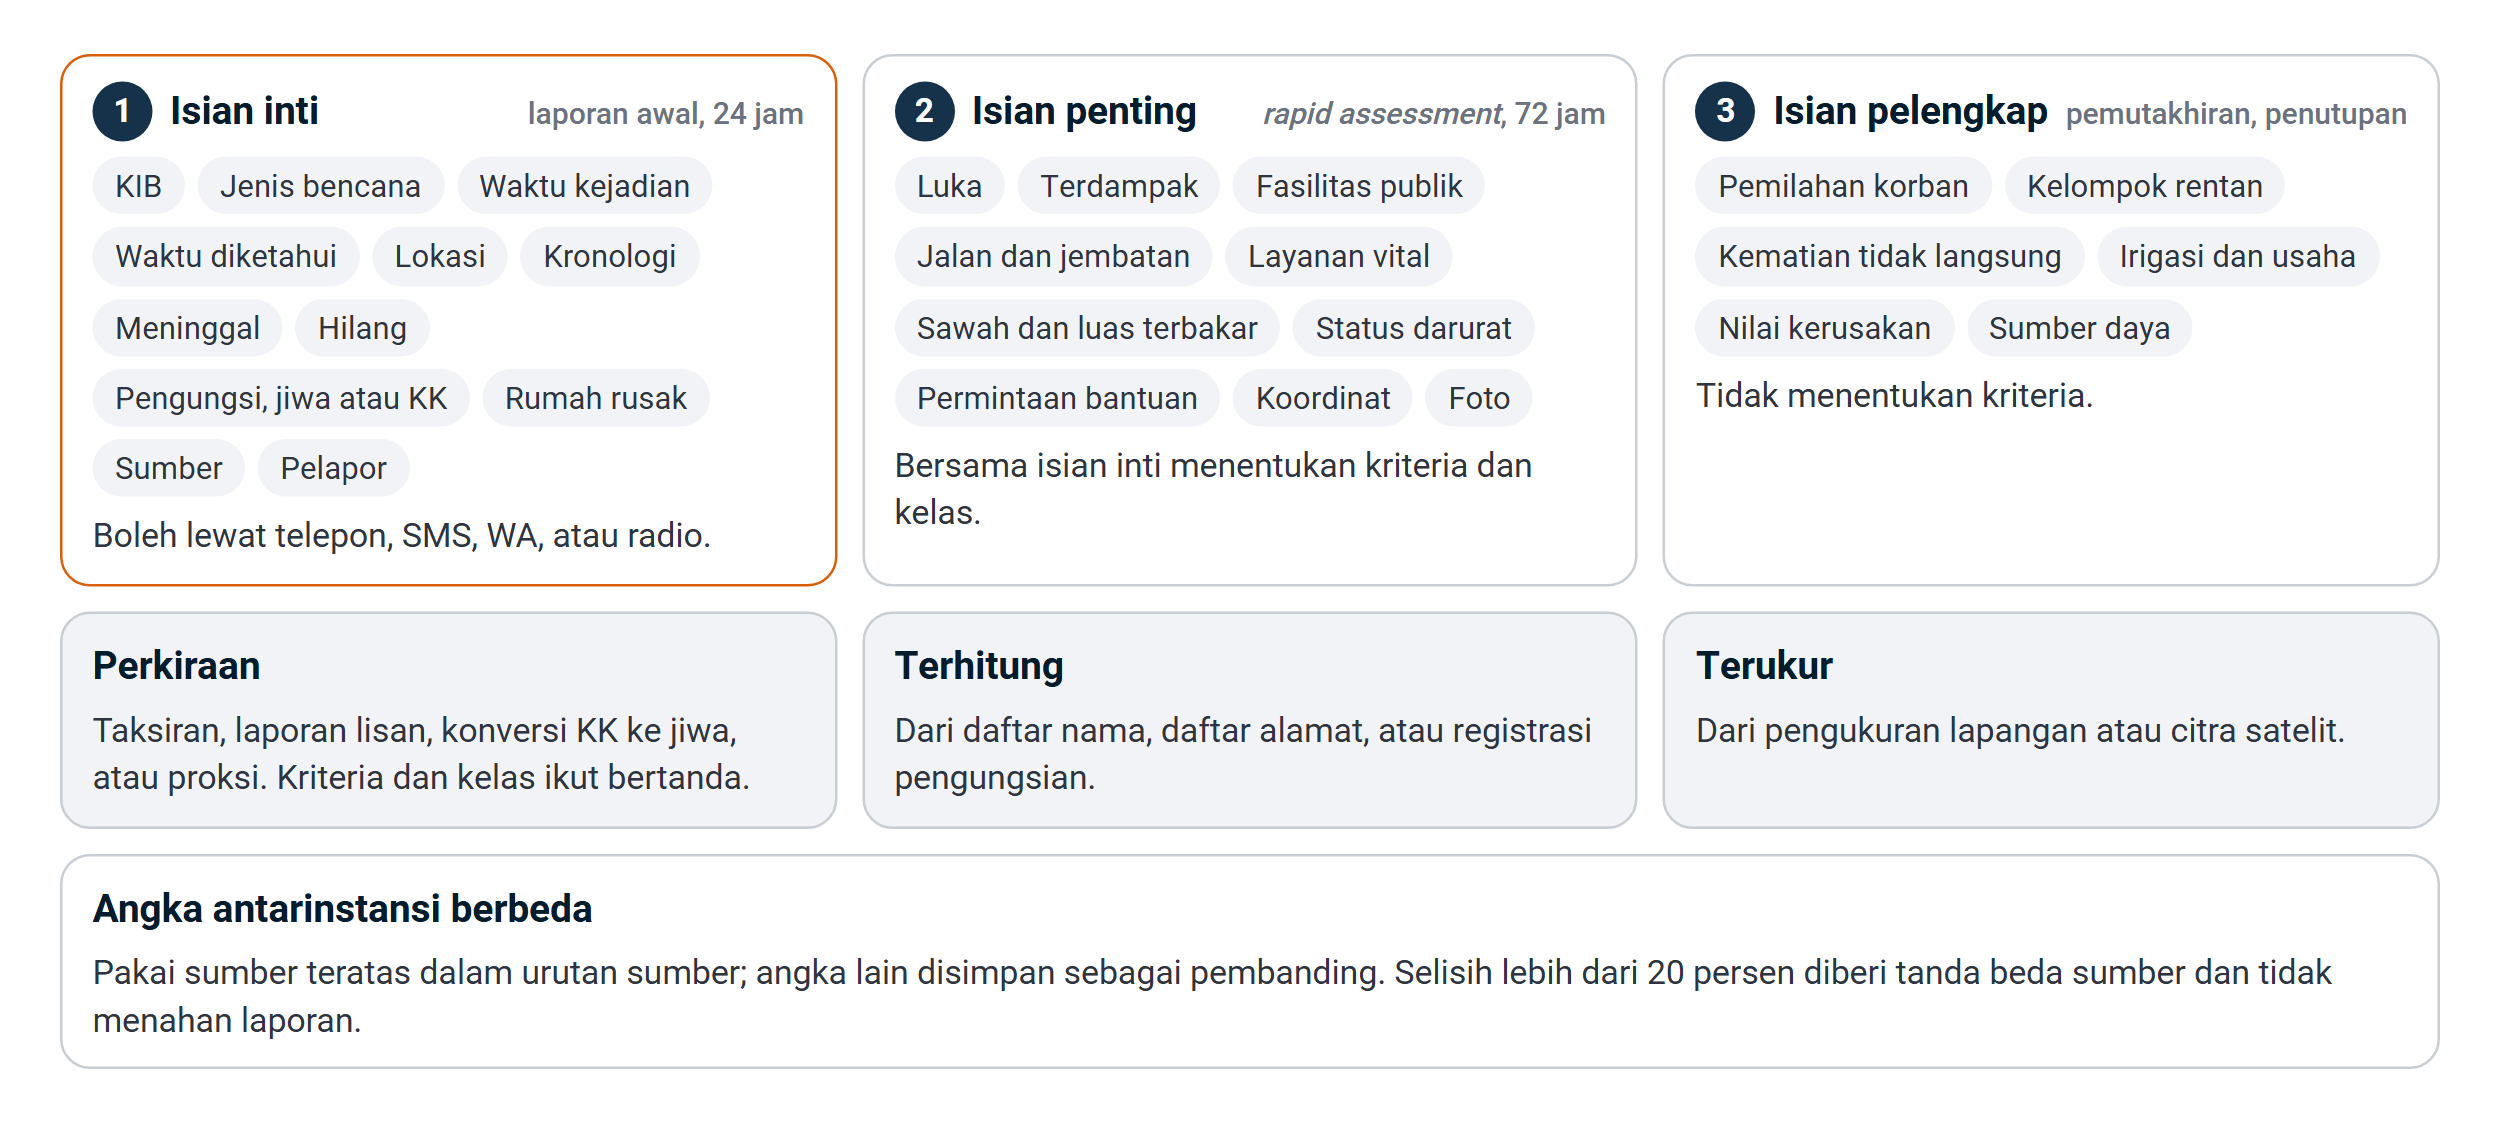 1 Isian inti laporan awal, 24 jam
KIB Jenis bencana Waktu kejadian
Waktu diketahui Lokasi Kronologi
Meninggal Hilang
Pengungsi, jiwa atau KK Rumah rusak
Sumber Pelapor
Boleh lewat telepon, SMS, WA, atau radio.
2 Isian penting rapid assessment, 72 jam
Luka Terdampak Fasilitas publik
Jalan dan jembatan Layanan vital
Sawah dan luas terbakar Status darurat
Permintaan bantuan Koordinat Foto
Bersama isian inti menentukan kriteria dan
kelas.
3 Isian pelengkap pemutakhiran, penutupan
Pemilahan korban Kelompok rentan
Kematian tidak langsung Irigasi dan usaha
Nilai kerusakan Sumber daya
Tidak menentukan kriteria.
Perkiraan
Taksiran, laporan lisan, konversi KK ke jiwa,
atau proksi. Kriteria dan kelas ikut bertanda.
Terhitung
Dari daftar nama, daftar alamat, atau registrasi
pengungsian.
Terukur
Dari pengukuran lapangan atau citra satelit.
Angka antarinstansi berbeda
Pakai sumber teratas dalam urutan sumber; angka lain disimpan sebagai pembanding. Selisih lebih dari 20 persen diberi tanda beda sumber dan tidak
menahan laporan.